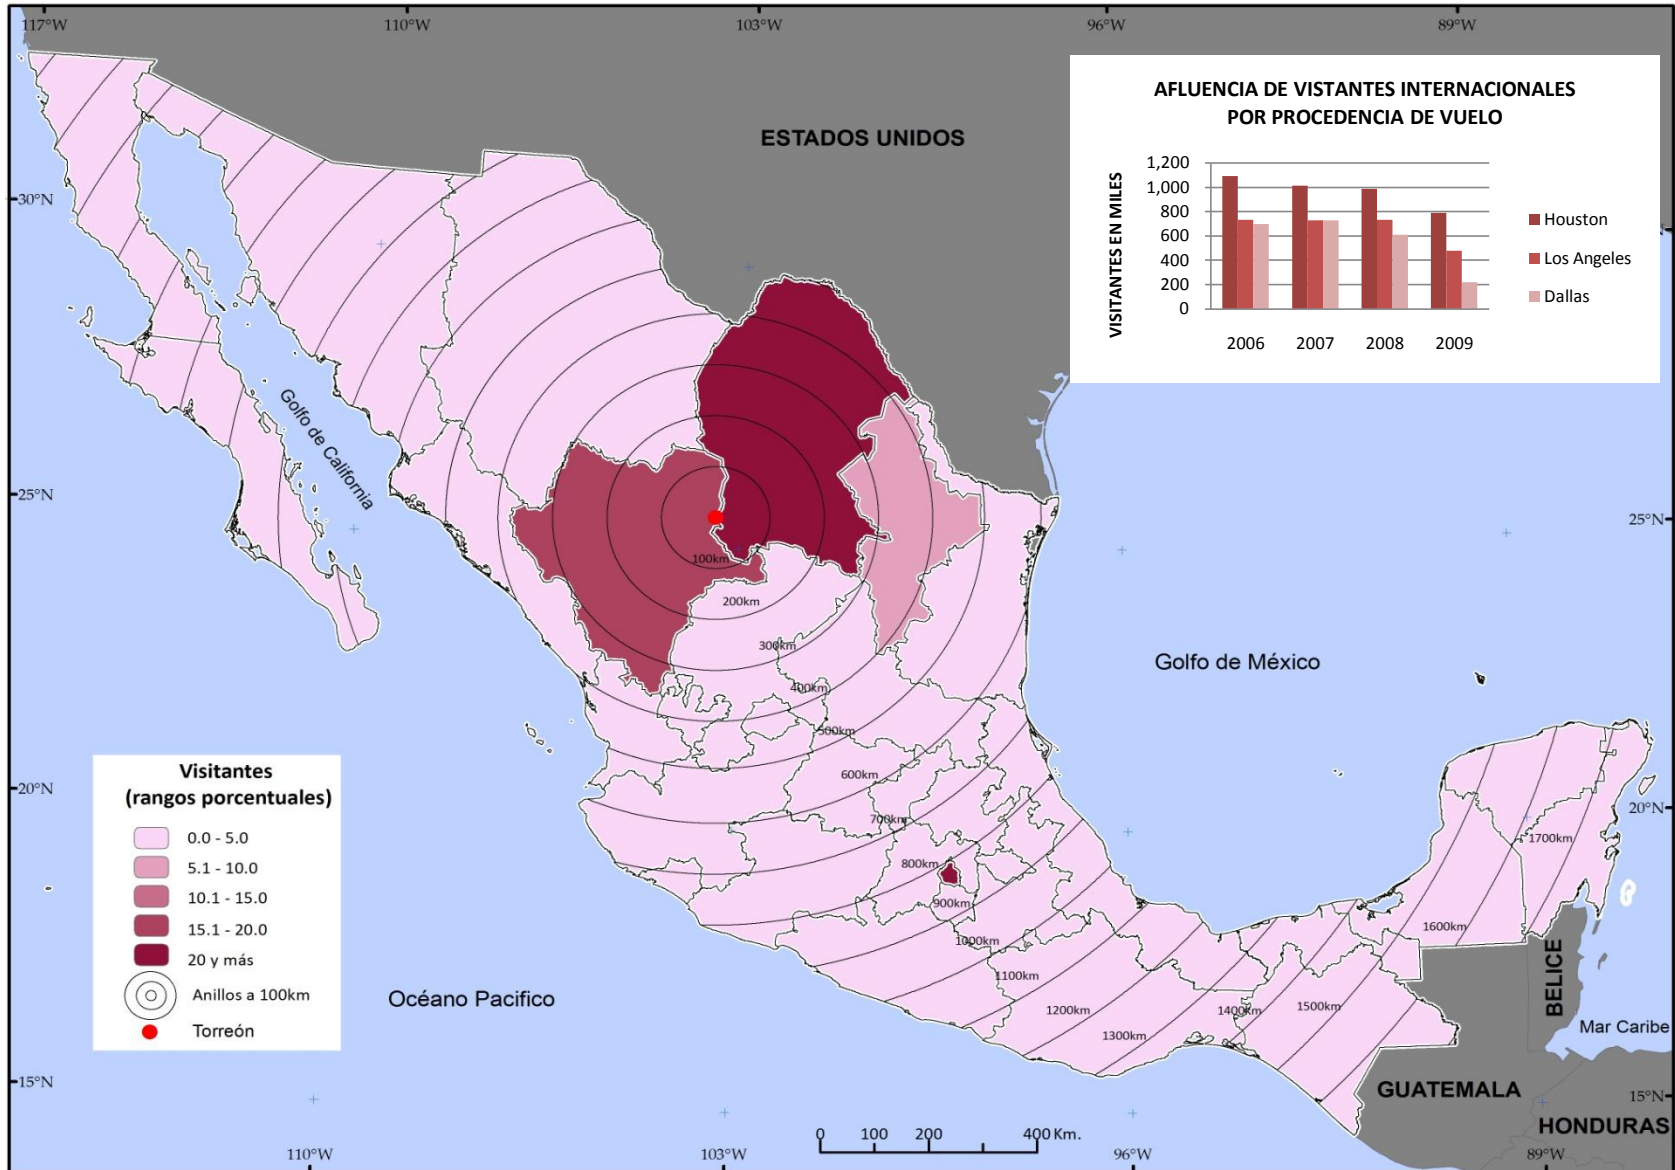 117°W
110°W
103°W
96°W
89°W
AFLUENCIA DE VISTANTES INTERNACIONALES
POR PROCEDENCIA DE VUELO
VISITANTES EN MILES
1,200
1,000
800
600
400
200
0
2006 2007 2008 2009
Houston
Los Angeles
Dallas
ESTADOS UNIDOS
30°N
25°N
25°N
Golfo de California
100km
200km
300km
400km
500km
600km
700km
800km
900km
1000km
1100km
1200km
1300km
1400km
1500km
1600km
1700km
Golfo de México
20°N
20°N
Visitantes
(rangos porcentuales)
0.0 - 5.0
5.1 - 10.0
10.1 - 15.0
15.1 - 20.0
20 y más
Anillos a 100km
Torreón
Océano Pacifico
BELICE
Mar Caribe
GUATEMALA
HONDURAS
15°N
15°N
0 100 200 400 Km.
110°W
103°W
96°W
89°W